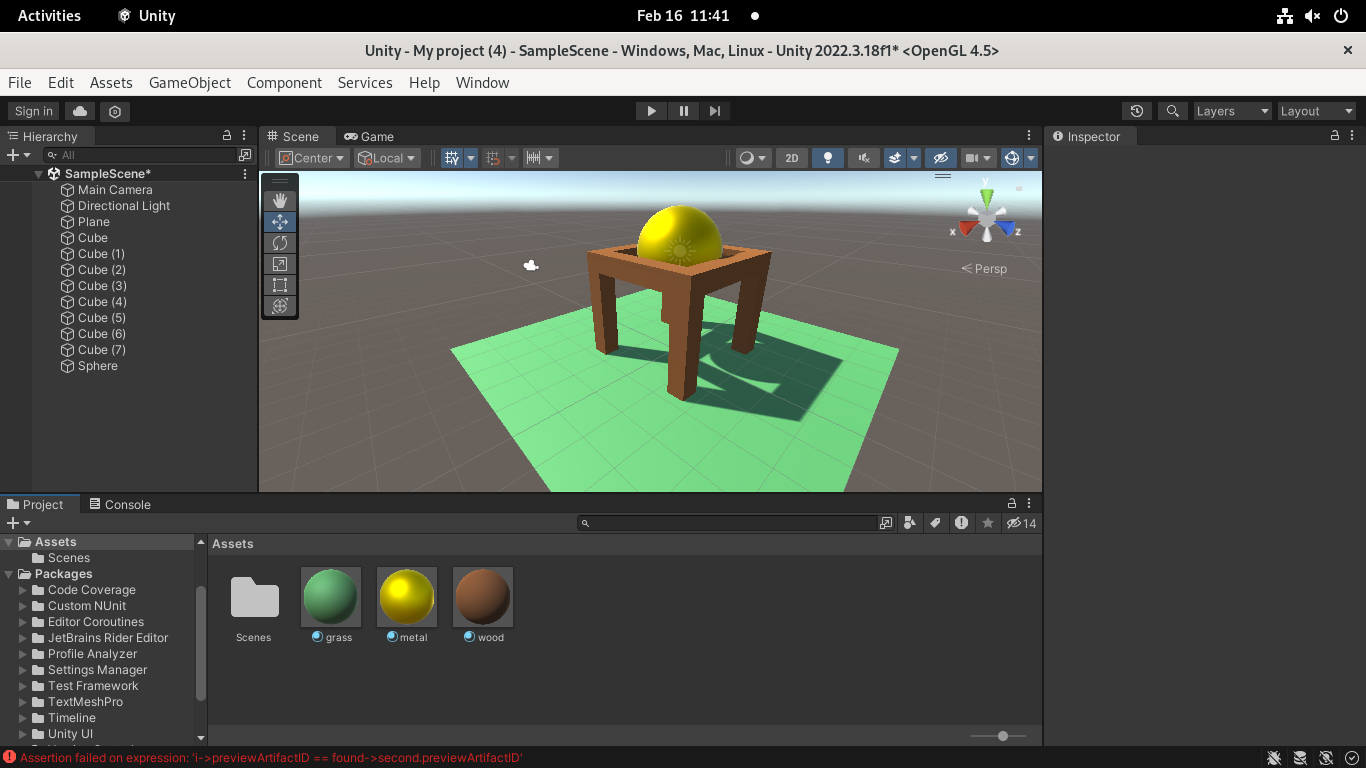 Activities Unity Feb 16 11:41
Unity - My project (4) - SampleScene - Windows, Mac, Linux - Unity 2022.3.18f1* <OpenGL 4.5>
File Edit Assets GameObject Component Services Help Window
Sign in Layers Layout
Hierarchy
All
SampleScene*
Main Camera
Directional Light
Plane
Cube
Cube (1)
Cube (2)
Cube (3)
Cube (4)
Cube (5)
Cube (6)
Cube (7)
Sphere
Scene Game
Center Local 2D
y
x z
Persp
Inspector
Project Console
14
Assets
Scenes
Packages
Code Coverage
Custom NUnit
Editor Coroutines
JetBrains Rider Editor
Profile Analyzer
Settings Manager
Test Framework
TextMeshPro
Timeline
Unity UI
Assets
Scenes grass metal wood
Assertion failed on expression: 'i->previewArtifactID == found->second.previewArtifactID'